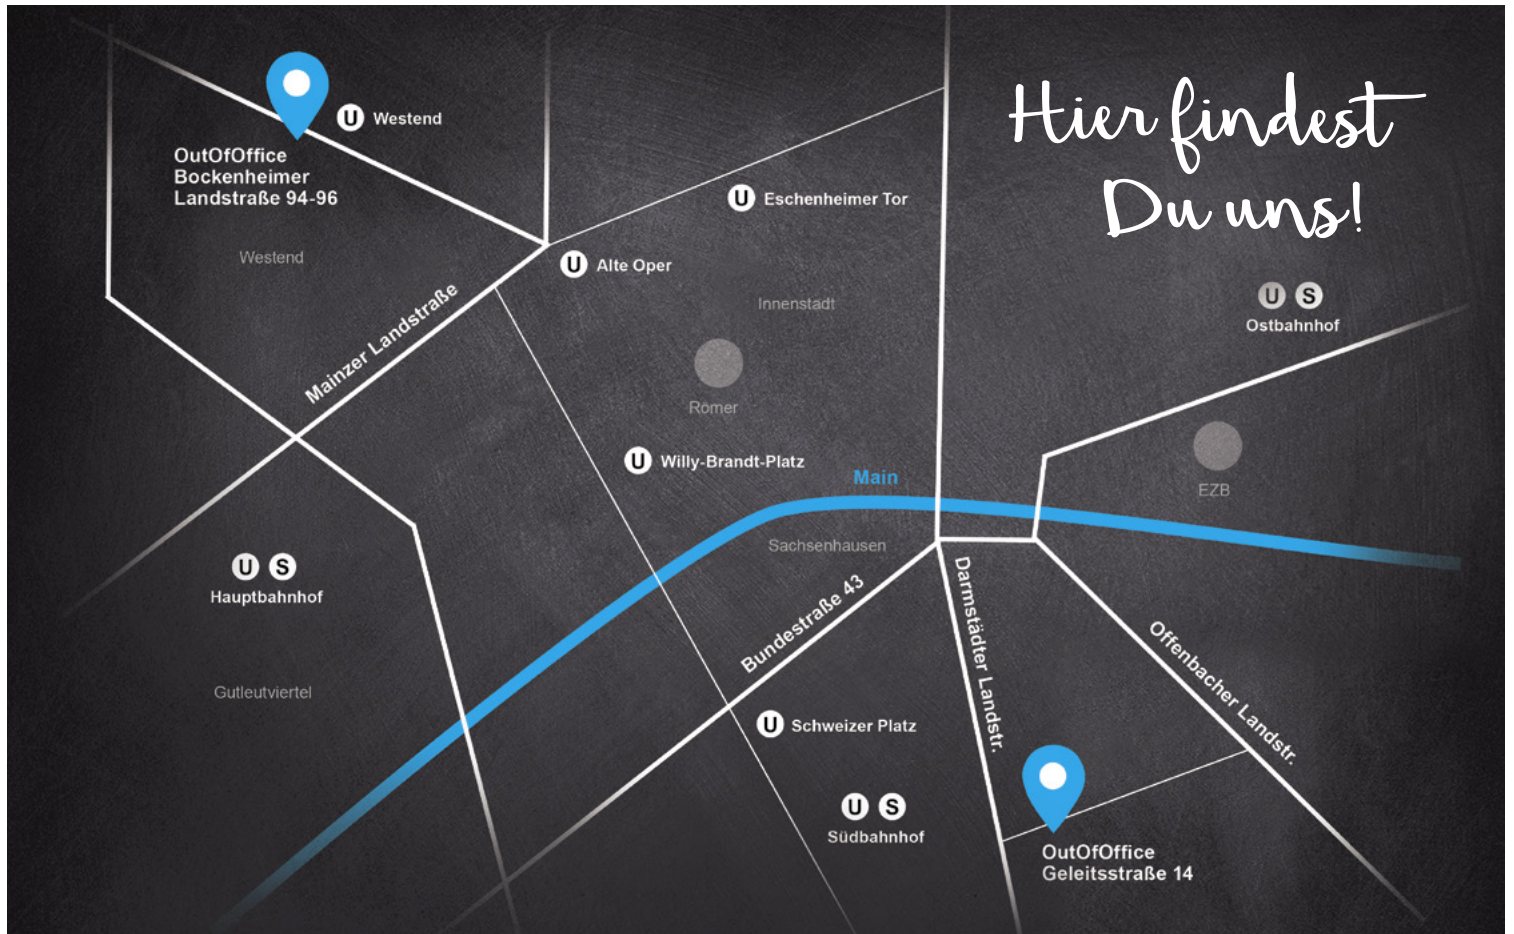 Hier findest
Du uns!
U Westend
OutOfOffice
Bockenheimer
Landstraße 94-96
Westend
U Eschenheimer Tor
U Alte Oper
Innenstadt
Mainzer Landstraße
U S
Ostbahnhof
Römer
U Willy-Brandt-Platz
Main
EZB
Sachsenhausen
U S
Hauptbahnhof
Bundestraße 43
Darmstädter Landstr.
Offenbacher Landstr.
Gutleutviertel
U Schweizer Platz
U S
Südbahnhof
OutOfOffice
Geleitsstraße 14